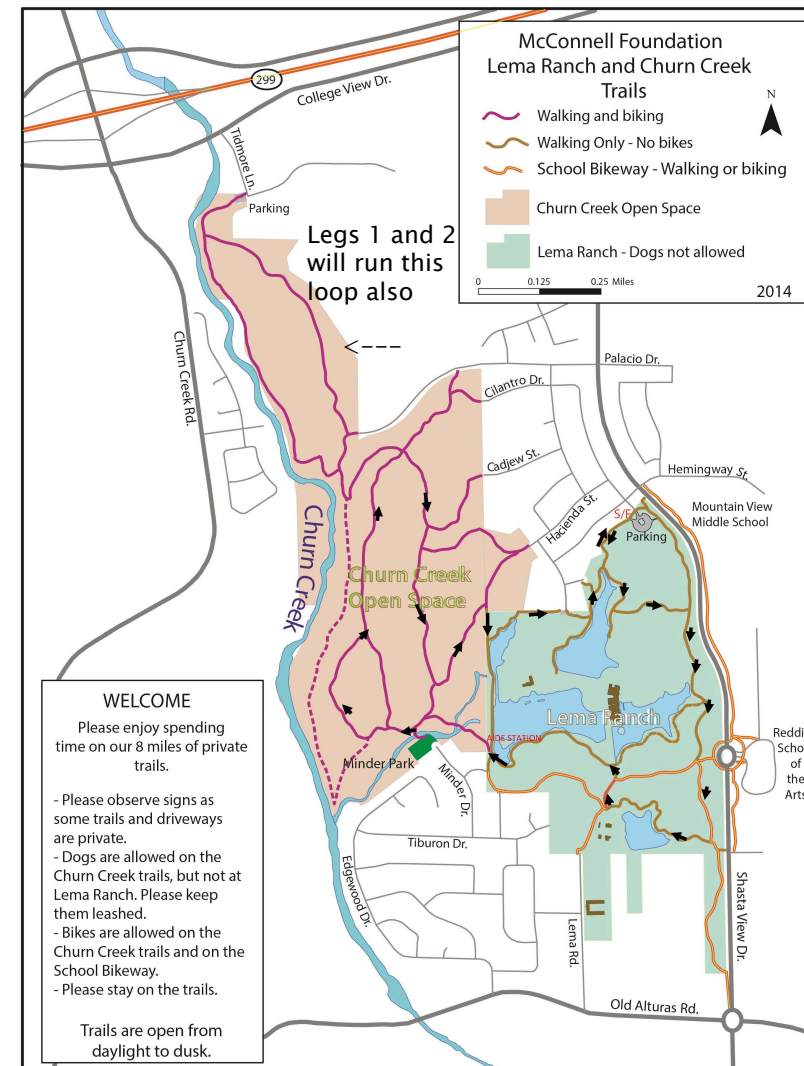 McConnell Foundation
Lema Ranch and Churn Creek
Trails
N
Walking and biking
Walking Only - No bikes
School Bikeway - Walking or biking
Churn Creek Open Space
Lema Ranch - Dogs not allowed
0 0.125 0.25 Miles
2014
299
College View Dr.
Tidmore Ln.
Parking
Legs 1 and 2
will run this
loop also
<---
Churn Creek Rd.
Palacio Dr.
Cilantro Dr.
Cadjew St.
Hemingway St.
Hacienda St.
S/F
Parking
Mountain View
Middle School
Churn Creek
Churn Creek
Open Space
Lema Ranch
AIDE STATION
Minder Park
Minder Dr.
Tiburon Dr.
Edgewood Dr.
Lema Rd.
Shasta View Dr.
Old Alturas Rd.
Reddi
Scho
of
the
Arts
WELCOME
Please enjoy spending
time on our 8 miles of private
trails.
- Please observe signs as
some trails and driveways
are private.
- Dogs are allowed on the
Churn Creek trails, but not at
Lema Ranch. Please keep
them leashed.
- Bikes are allowed on the
Churn Creek trails and on the
School Bikeway.
- Please stay on the trails.
Trails are open from
daylight to dusk.